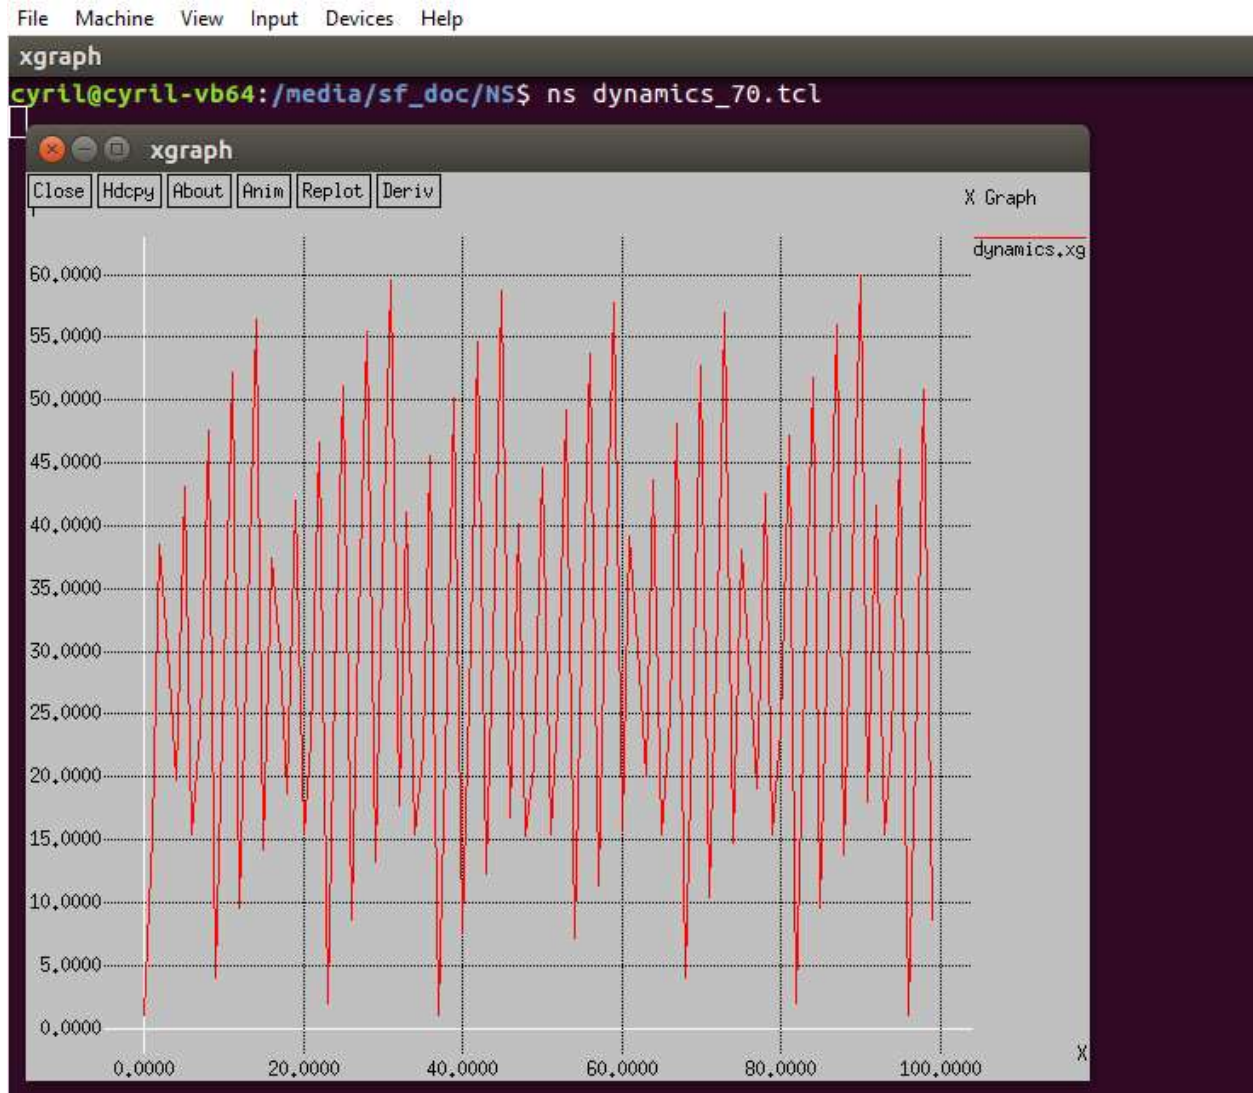 File Machine View Input Devices Help
xgraph
cyril@cyril-vb64:/media/sf_doc/NS$ ns dynamics_70.tcl
xgraph
Close Hdcpy About Anim Replot Deriv
X Graph
dynamics.xg
60.0000
55.0000
50.0000
45.0000
40.0000
35.0000
30.0000
25.0000
20.0000
15.0000
10.0000
5.0000
0.0000
X
0.0000 20.0000 40.0000 60.0000 80.0000 100.0000